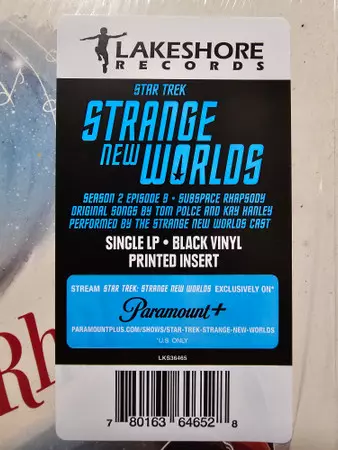 LAKESHORE
RECORDS
STAR TREK
STRANGE
NEW WORLDS
SEASON 2 EPISODE 9 • SUBSPACE RHAPSODY
ORIGINAL SONGS BY TOM POLCE AND KAY HANLEY
PERFORMED BY THE STRANGE NEW WORLDS CAST
SINGLE LP • BLACK VINYL
PRINTED INSERT
STREAM STAR TREK: STRANGE NEW WORLDS EXCLUSIVELY ON*
Paramount+
PARAMOUNTPLUS.COM/SHOWS/STAR-TREK-STRANGE-NEW-WORLDS
*U.S. ONLY
LKS36465
Rh
7 80163 64652 8